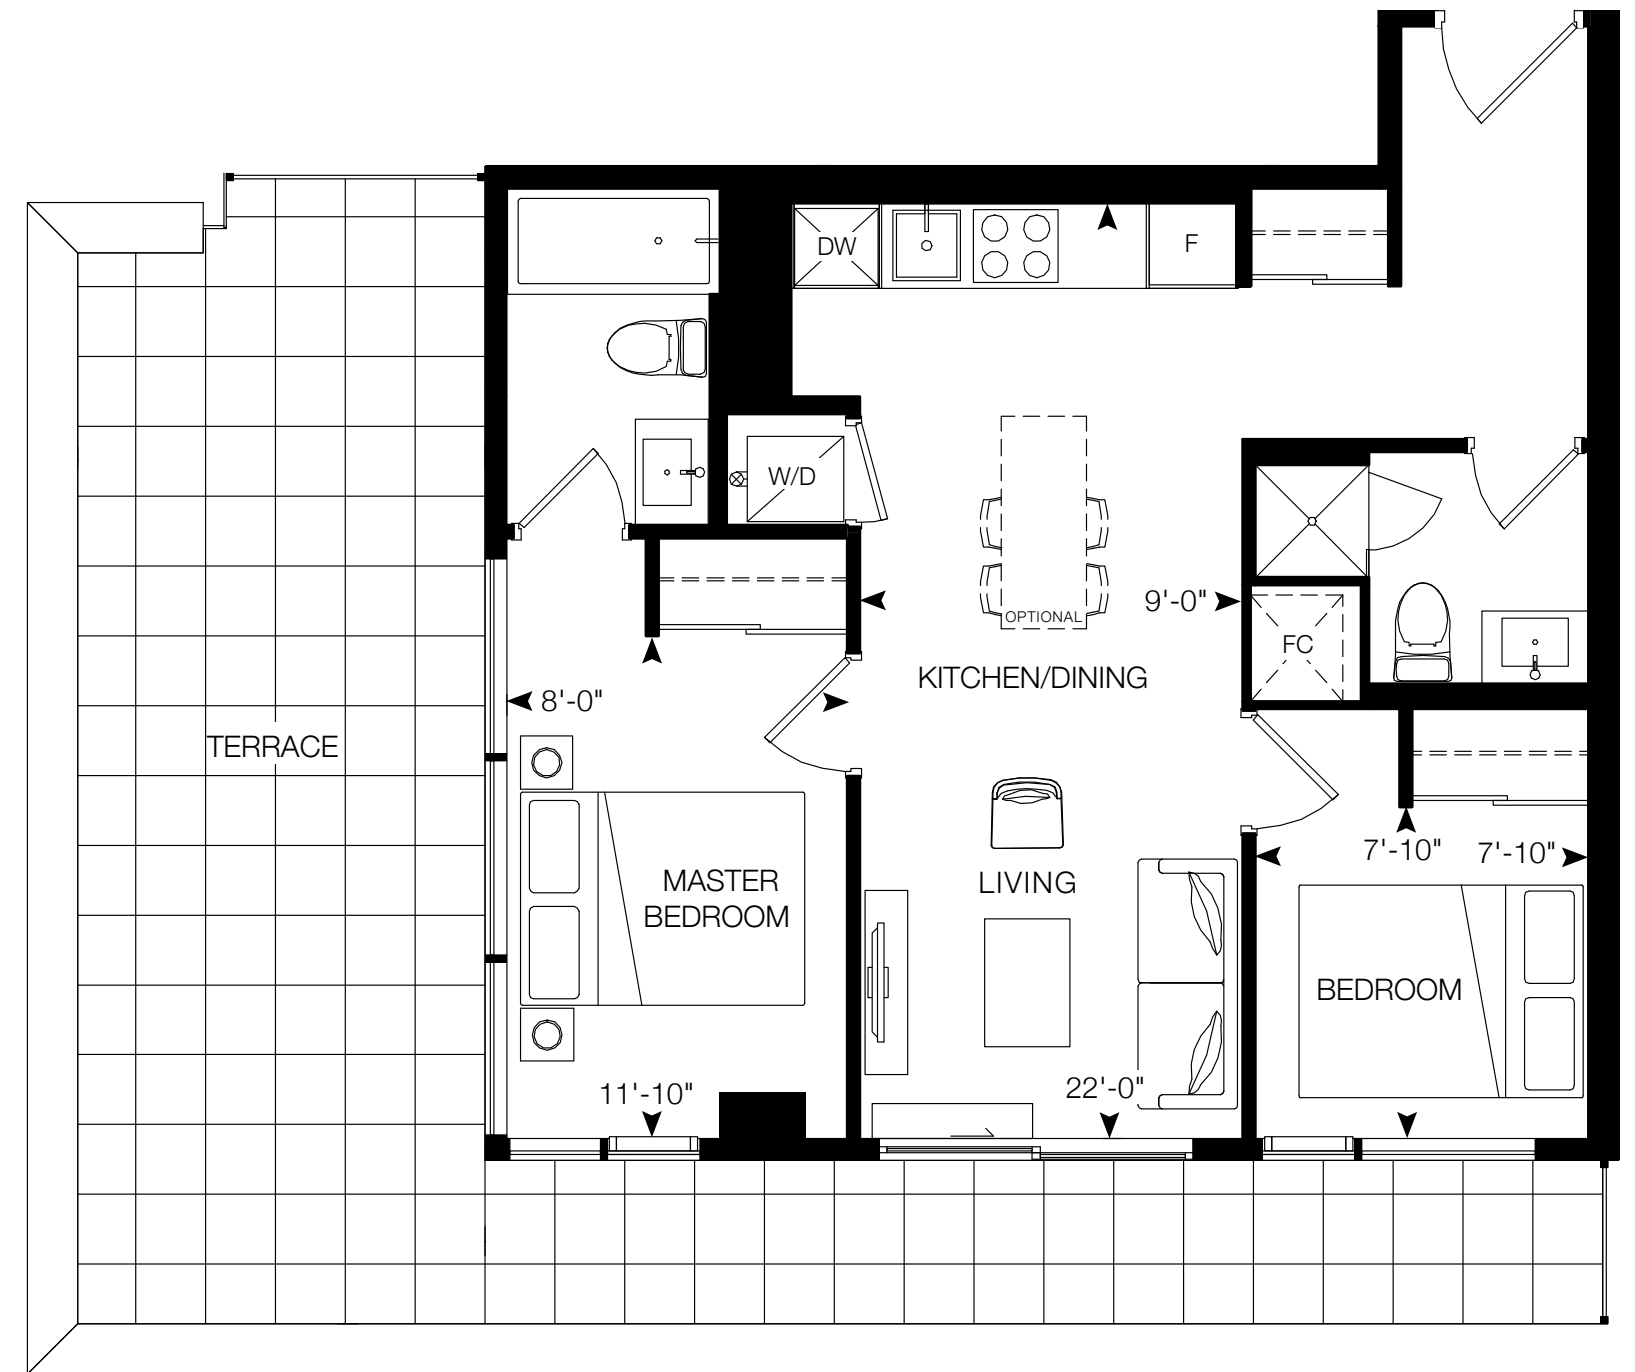 DW
F
W/D
OPTIONAL
9'-0"
FC
KITCHEN/DINING
8'-0"
TERRACE
7'-10"
7'-10"
MASTER
BEDROOM
LIVING
BEDROOM
11'-10"
22'-0"